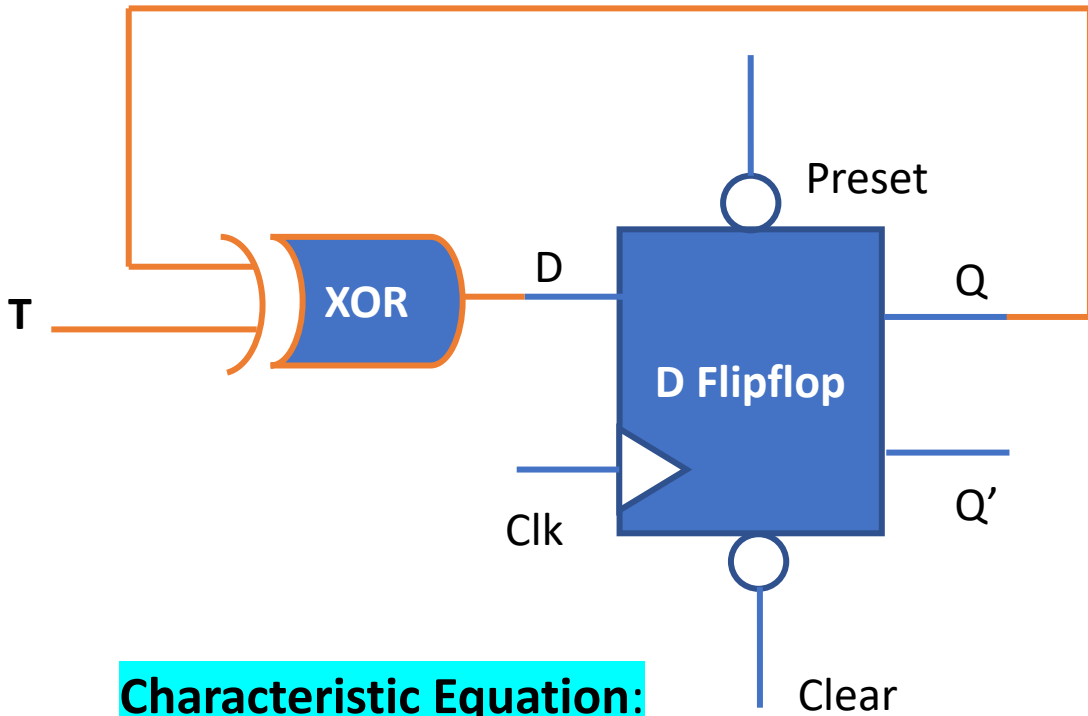 Preset
D
Q
XOR
T
D Flipflop
Clk
Q’
Characteristic Equation:
Clear